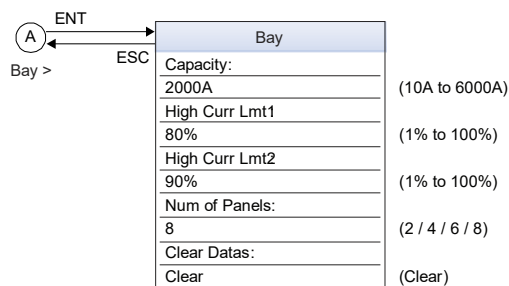 ENT
A
Bay
ESC
Bay >
Capacity:
2000A (10A to 6000A)
High Curr Lmt1
80% (1% to 100%)
High Curr Lmt2
90% (1% to 100%)
Num of Panels:
8 (2 / 4 / 6 / 8)
Clear Datas:
Clear (Clear)